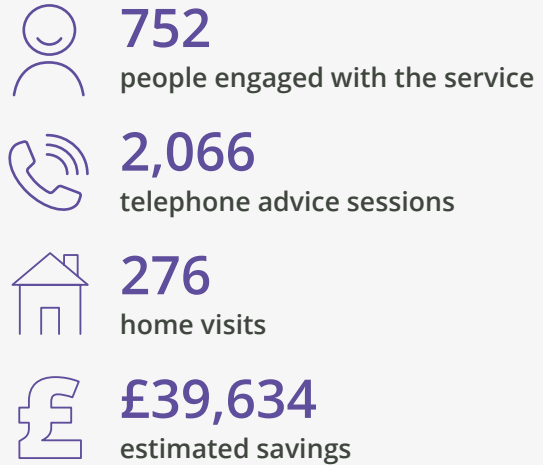 752
people engaged with the service
2,066
telephone advice sessions
276
home visits
£39,634
estimated savings